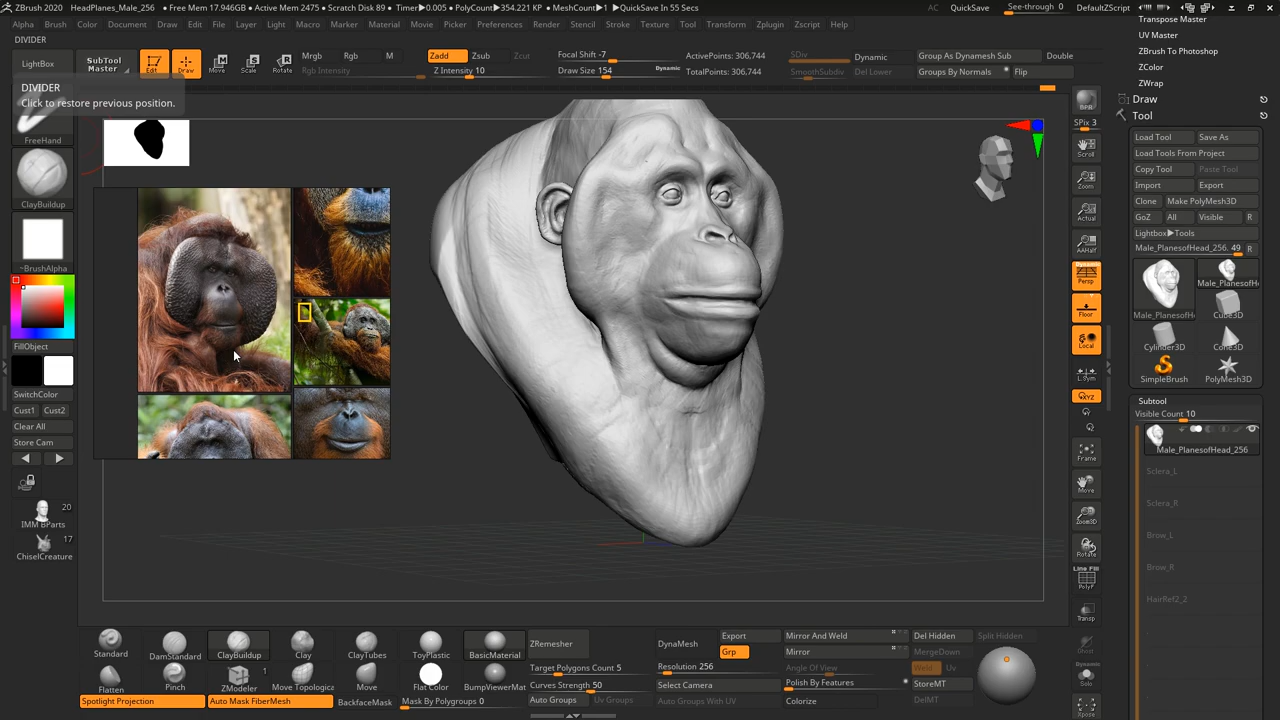 ZBrush 2020 HeadPlanes_Male_256 ● Free Mem 17.946GB ● Active Mem 2475 ● Scratch Disk 89 ● Timer▶0.005 ● PolyCount▶354.221 KP ● MeshCount▶1 ▶QuickSave In 55 Secs AC QuickSave See-through 0 DefaultZScript
Alpha Brush Color Document Draw Edit File Layer Light Macro Marker Material Movie Picker Preferences Render Stencil Stroke Texture Tool Transform Zplugin Zscript Help
DIVIDER
LightBox
SubTool Master
Edit
Draw
Move
Scale
Rotate
Mrgb Rgb M
Rgb Intensity
Zadd Zsub Zcut
Z Intensity 10
Focal Shift -7
Draw Size 154 Dynamic
ActivePoints: 306,744
TotalPoints: 306,744
SDiv
SmoothSubdiv
Dynamic
Del Lower
Group As Dynamesh Sub
Groups By Normals
Double
Flip
DIVIDER
Click to restore previous position.
FreeHand
ClayBuildup
~BrushAlpha
FillObject
SwitchColor
Cust1 Cust2
Clear All
Store Cam
20
IMM BParts
17
ChiselCreature
BPR
SPix 3
Scroll
Zoom
Actual
AAHalf
Dynamic
Persp
Floor
Local
L.Sym
XYZ
Frame
Move
Zoom3D
Rotate
Line Fill
PolyF
Transp
Ghost
Dynamic
Solo
Xpose
Transpose Master
UV Master
ZBrush To Photoshop
ZColor
ZWrap
Draw
Tool
Load Tool Save As
Load Tools From Project
Copy Tool Paste Tool
Import Export
Clone Make PolyMesh3D
GoZ All Visible R
Lightbox▶Tools
Male_PlanesofHead_256. 49 R
Male_PlanesofH
Male_PlanesofHe
Cube3D
Cylinder3D
Cone3D
SimpleBrush
PolyMesh3D
Subtool
Visible Count 10
Male_PlanesofHead_256
Sclera_L
Sclera_R
Brow_L
Brow_R
HairRef2_2
Standard
DamStandard
ClayBuildup
Clay
ClayTubes
ToyPlastic
BasicMaterial
Flatten
Pinch
1
ZModeler
Move Topologica
Move
Flat Color
BumpViewerMat
Spotlight Projection
Auto Mask FiberMesh
BackfaceMask
Mask By Polygroups 0
ZRemesher
Target Polygons Count 5
Curves Strength 50
Auto Groups Uv Groups
DynaMesh
Resolution 256
Select Camera
Auto Groups With UV
Export
Grp
Mirror And Weld
Mirror
Angle Of View
Polish By Features
Colorize
Del Hidden
MergeDown
Weld Uv
StoreMT
DelMT
Split Hidden